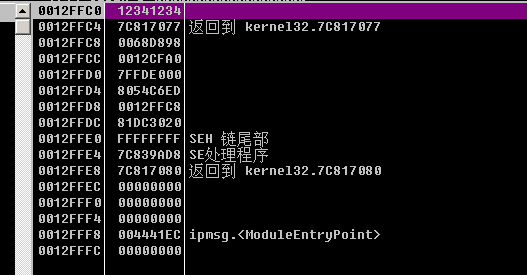 0012FFC0 12341234
0012FFC4 7C817077 返回到 kernel32.7C817077
0012FFC8 0068D898
0012FFCC 0012CFA0
0012FFD0 7FFDE000
0012FFD4 8054C6ED
0012FFD8 0012FFC8
0012FFDC 81DC3020
0012FFE0 FFFFFFFF SEH 链尾部
0012FFE4 7C839AD8 SE处理程序
0012FFE8 7C817080 返回到 kernel32.7C817080
0012FFEC 00000000
0012FFF0 00000000
0012FFF4 00000000
0012FFF8 004441EC ipmsg.<ModuleEntryPoint>
0012FFFC 00000000